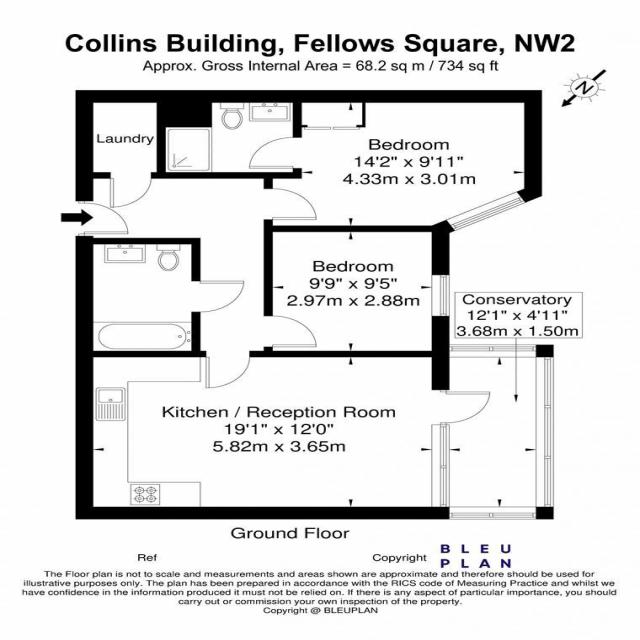 Collins Building, Fellows Square, NW2
Approx. Gross Internal Area = 68.2 sq m / 734 sq ft
N
Laundry
Bedroom
14'2" x 9'11"
4.33m x 3.01m
Bedroom
9'9" x 9'5"
2.97m x 2.88m
Conservatory
12'1" x 4'11"
3.68m x 1.50m
Kitchen / Reception Room
19'1" x 12'0"
5.82m x 3.65m
Ground Floor
Ref
Copyright
BLEU
PLAN
The Floor plan is not to scale and measurements and areas shown are approximate and therefore should be used for
illustrative purposes only. The plan has been prepared in accordance with the RICS code of Measuring Practice and whilst we
have confidence in the information produced it must not be relied on. If there is any aspect of particular importance, you should
carry out or commission your own inspection of the property.
Copyright @ BLEUPLAN